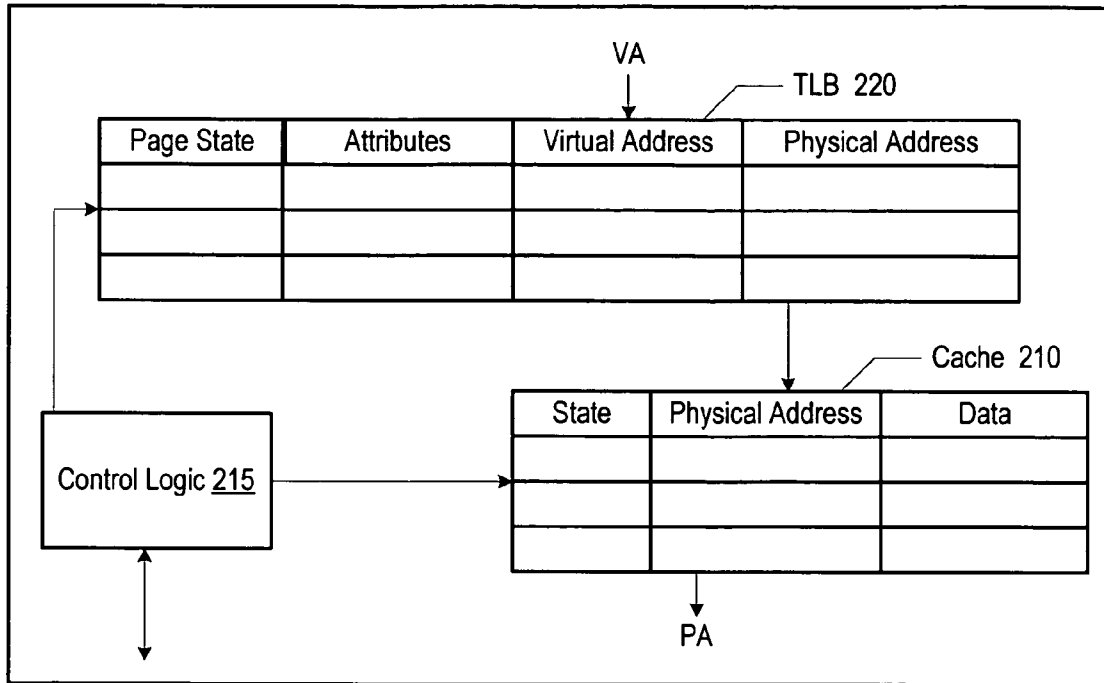 VA
TLB 220
Page State Attributes Virtual Address Physical Address
Cache 210
State Physical Address Data
Control Logic 215
PA